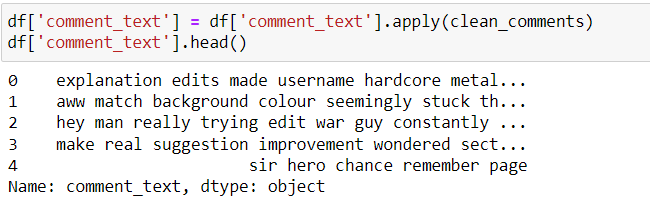 df['comment_text'] = df['comment_text'].apply(clean_comments)
df['comment_text'].head()
0 explanation edits made username hardcore metal...
1 aww match background colour seemingly stuck th...
2 hey man really trying edit war guy constantly ...
3 make real suggestion improvement wondered sect...
4 sir hero chance remember page
Name: comment_text, dtype: object